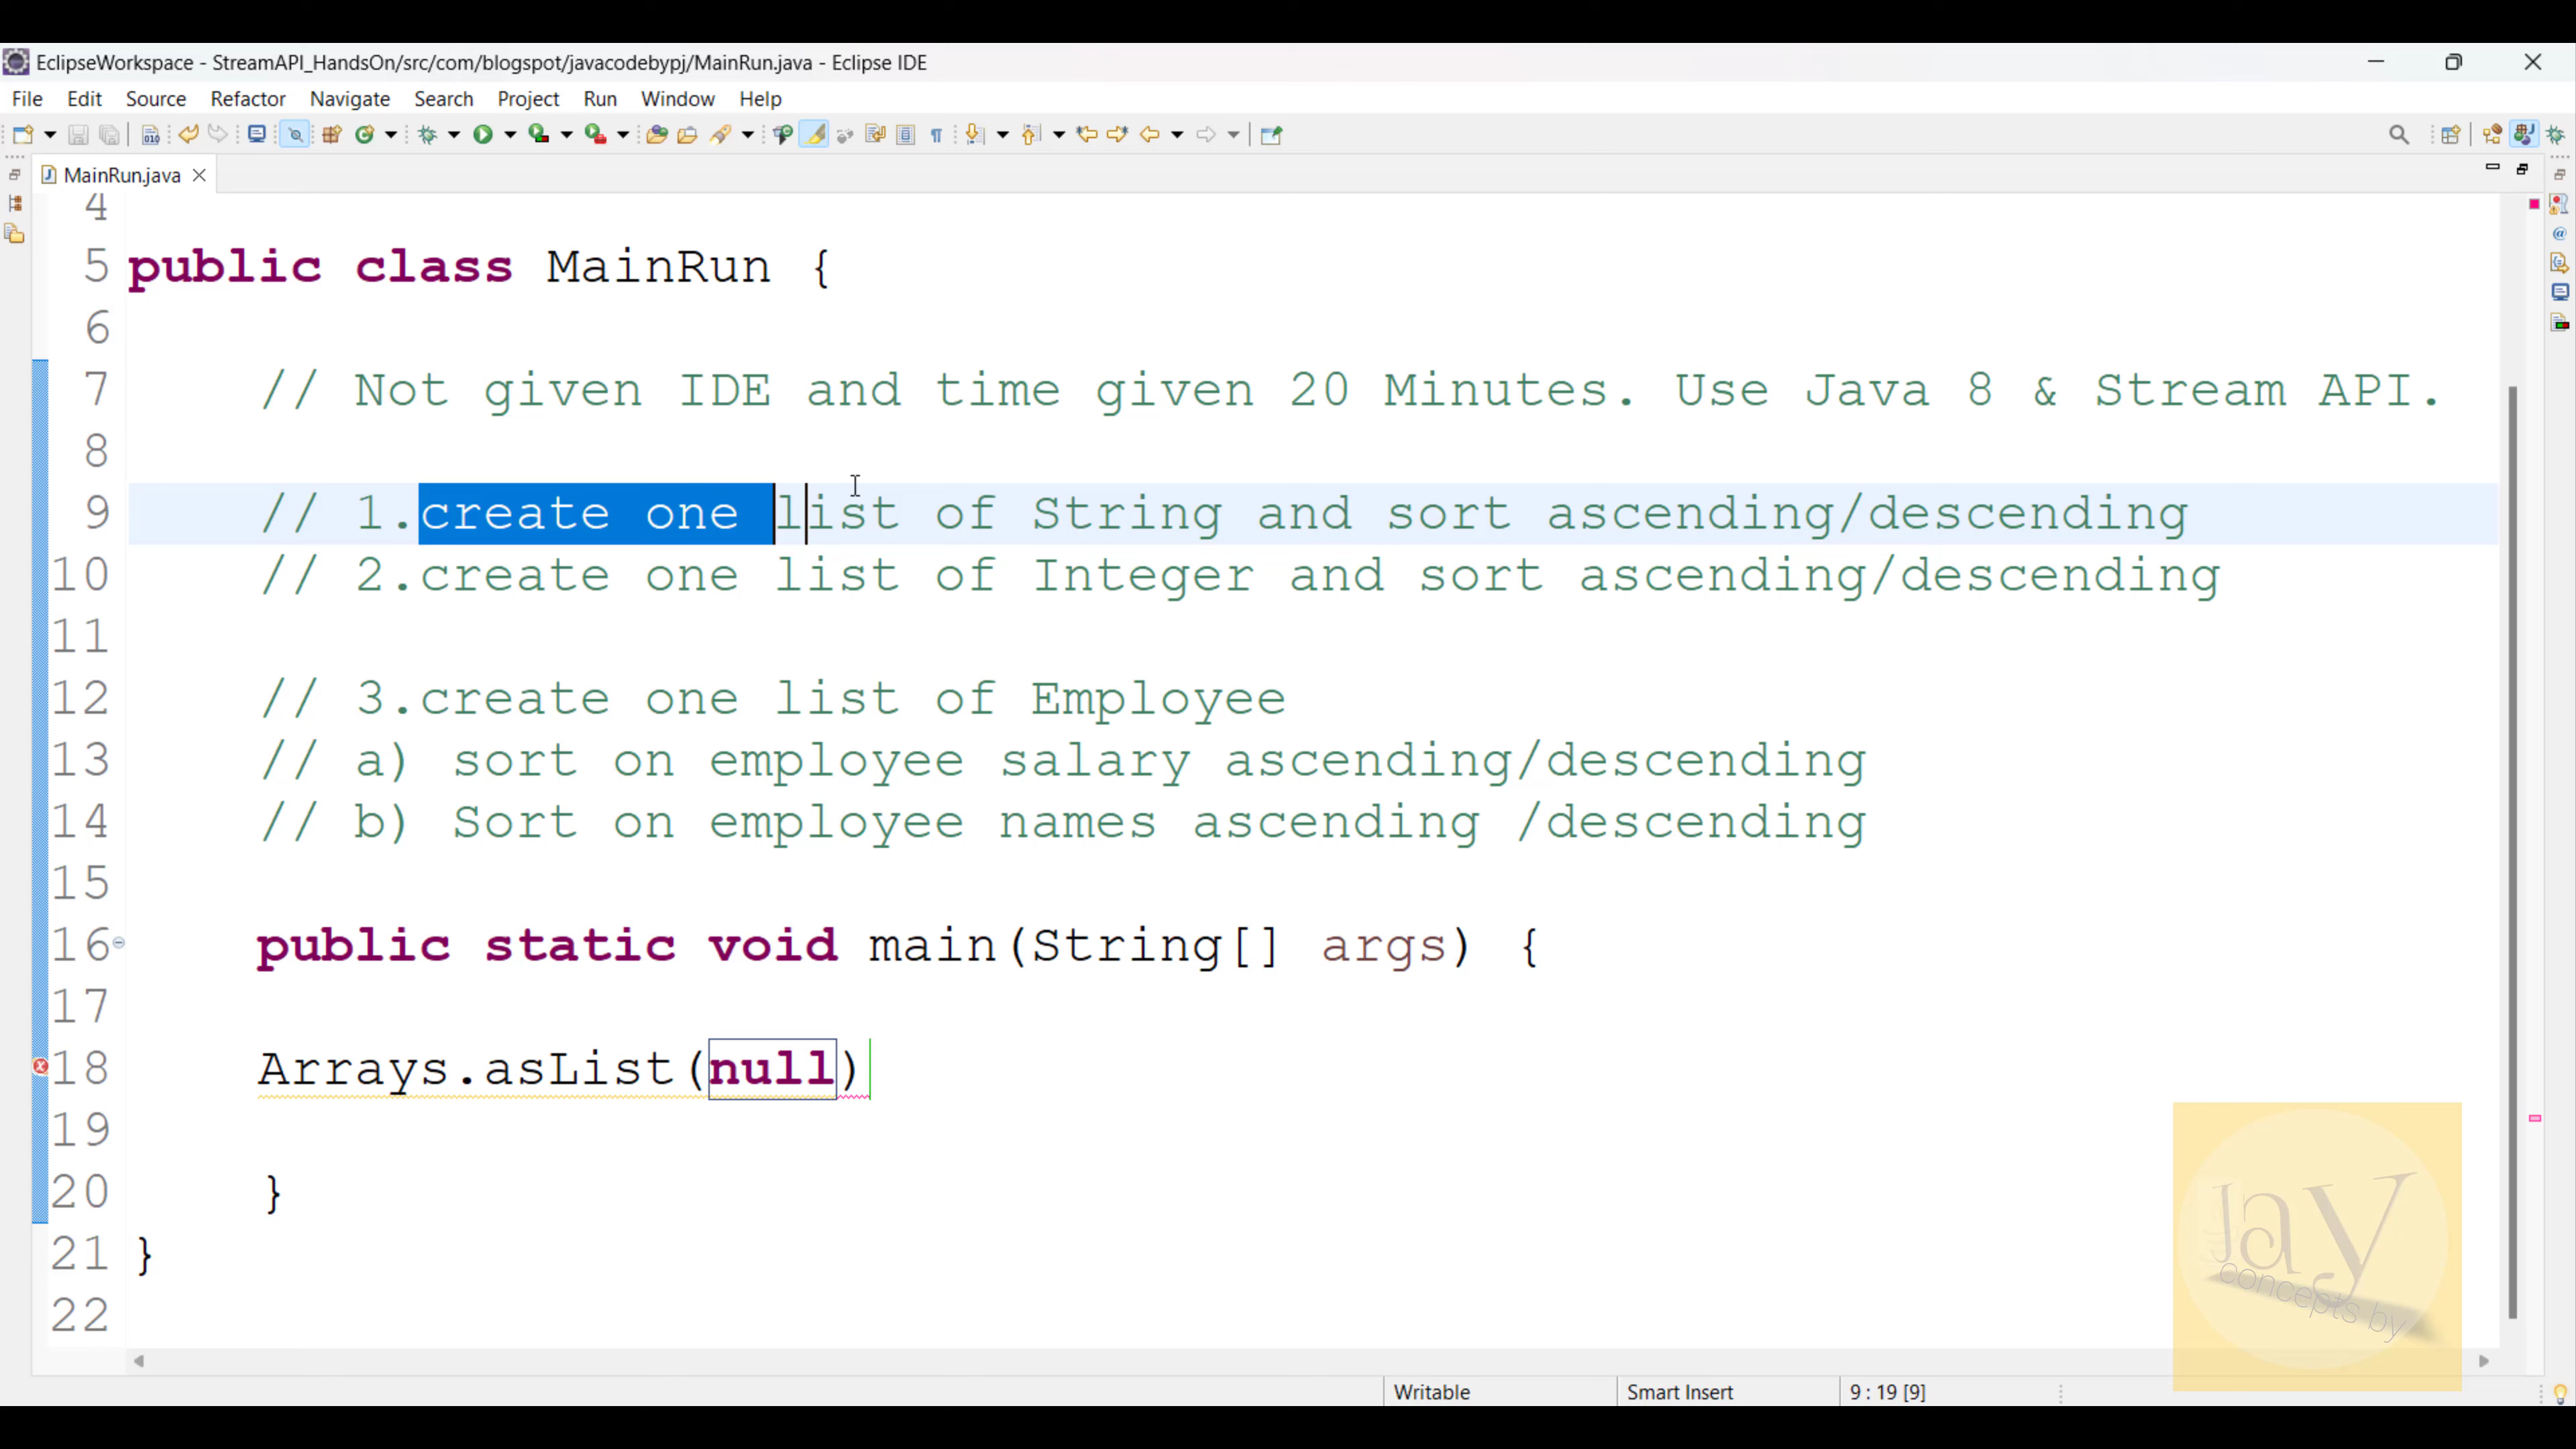 EclipseWorkspace - StreamAPI_HandsOn/src/com/blogspot/javacodebypj/MainRun.java - Eclipse IDE
File Edit Source Refactor Navigate Search Project Run Window Help
MainRun.java
4
5 public class MainRun {
6
7 // Not given IDE and time given 20 Minutes. Use Java 8 & Stream API.
8
9 // 1.create one list of String and sort ascending/descending
10 // 2.create one list of Integer and sort ascending/descending
11
12 // 3.create one list of Employee
13 // a) sort on employee salary ascending/descending
14 // b) Sort on employee names ascending /descending
15
16 public static void main(String[] args) {
17
18 Arrays.asList(null)
19
20 }
21 }
22
Jay
concepts by
Writable Smart Insert 9 : 19 [9]